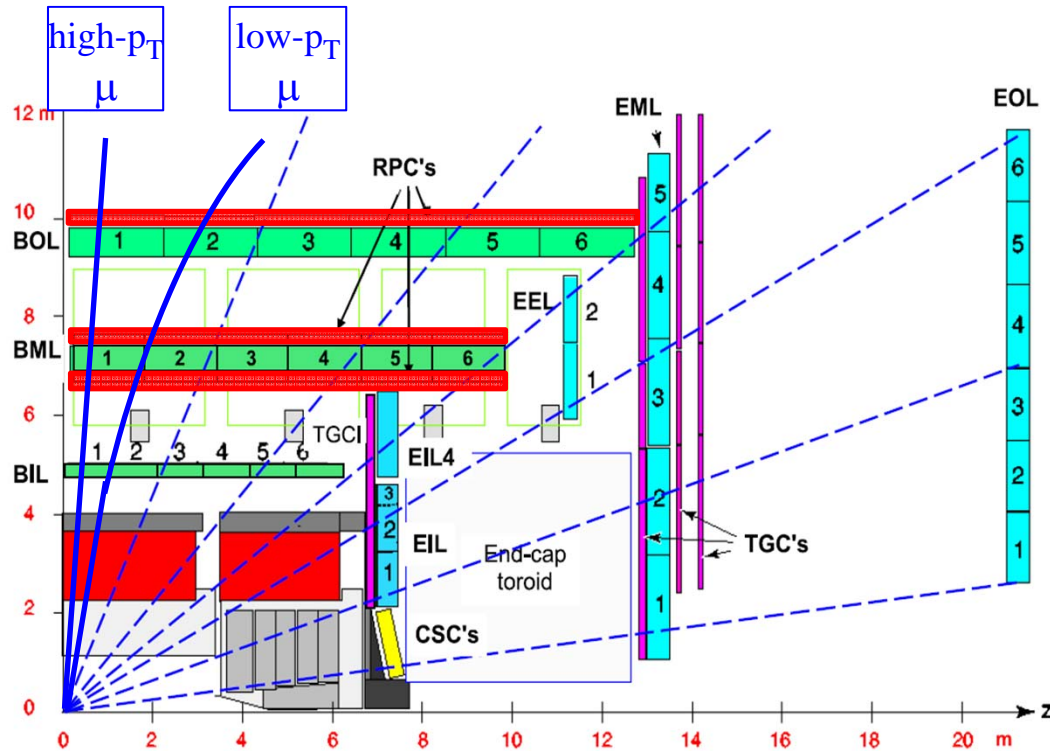 high-pT
μ
low-pT
μ
12 m
EML
EOL
RPC's
10
BOL 1 2 3 4 5 6
5
6
5
4
8
EEL 2
4
BML 1 2 3 4 5 6
1
3
3
6
TGCI
1 2 3 4 5 6
EIL4
BIL
3
2
2
4
2
EIL
End-cap
toroid
TGC's
1
1
2
CSC's
1
0
z
0 2 4 6 8 10 12 14 16 18 20
m m